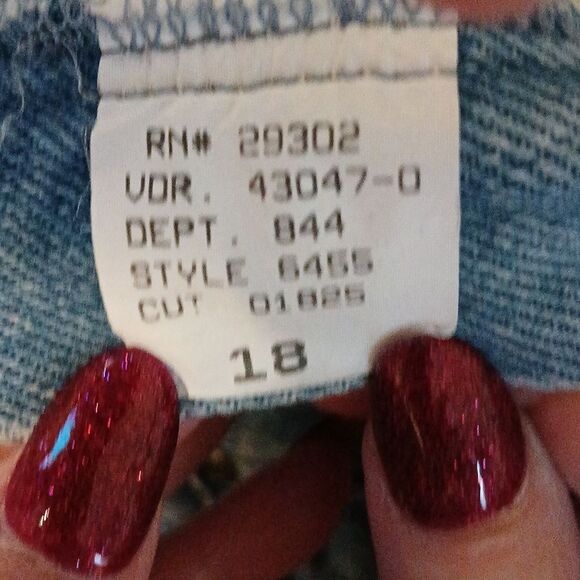 RN# 29302
VDR. 43047-0
DEPT. 844
STYLE 6455
CUT 01825
18